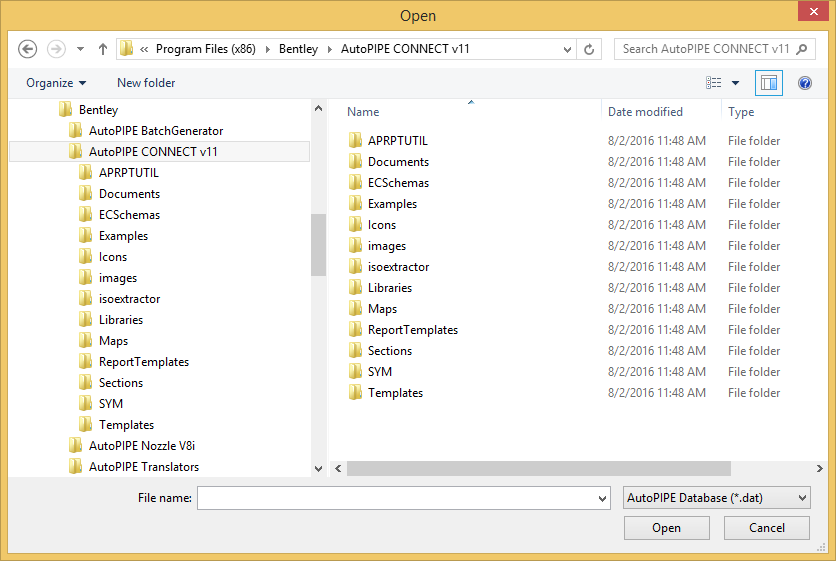 Open
« Program Files (x86) Bentley AutoPIPE CONNECT v11
Search AutoPIPE CONNECT v11
Organize New folder
Bentley
AutoPIPE BatchGenerator
AutoPIPE CONNECT v11
APRPTUTIL
Documents
ECSchemas
Examples
Icons
images
isoextractor
Libraries
Maps
ReportTemplates
Sections
SYM
Templates
AutoPIPE Nozzle V8i
AutoPIPE Translators
Name Date modified Type
APRPTUTIL 8/2/2016 11:48 AM File folder
Documents 8/2/2016 11:48 AM File folder
ECSchemas 8/2/2016 11:48 AM File folder
Examples 8/2/2016 11:48 AM File folder
Icons 8/2/2016 11:48 AM File folder
images 8/2/2016 11:48 AM File folder
isoextractor 8/2/2016 11:48 AM File folder
Libraries 8/2/2016 11:48 AM File folder
Maps 8/2/2016 11:48 AM File folder
ReportTemplates 8/2/2016 11:48 AM File folder
Sections 8/2/2016 11:48 AM File folder
SYM 8/2/2016 11:48 AM File folder
Templates 8/2/2016 11:48 AM File folder
File name:
AutoPIPE Database (*.dat)
Open Cancel